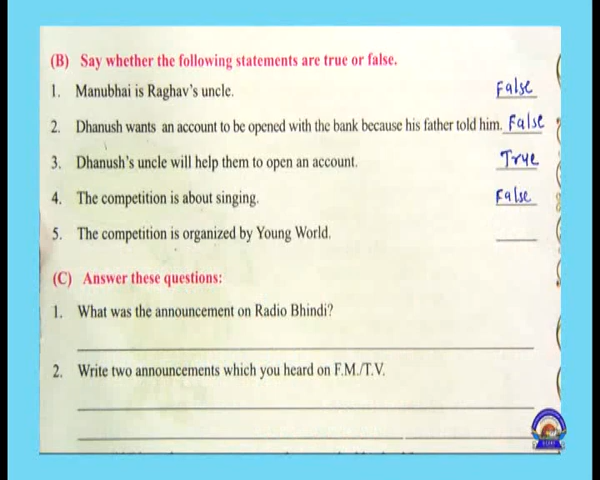 (B) Say whether the following statements are true or false.
1. Manubhai is Raghav's uncle. False
2. Dhanush wants an account to be opened with the bank because his father told him. False
3. Dhanush's uncle will help them to open an account. True
4. The competition is about singing. False
5. The competition is organized by Young World.
(C) Answer these questions:
1. What was the announcement on Radio Bhindi?
2. Write two announcements which you heard on F.M./T.V.